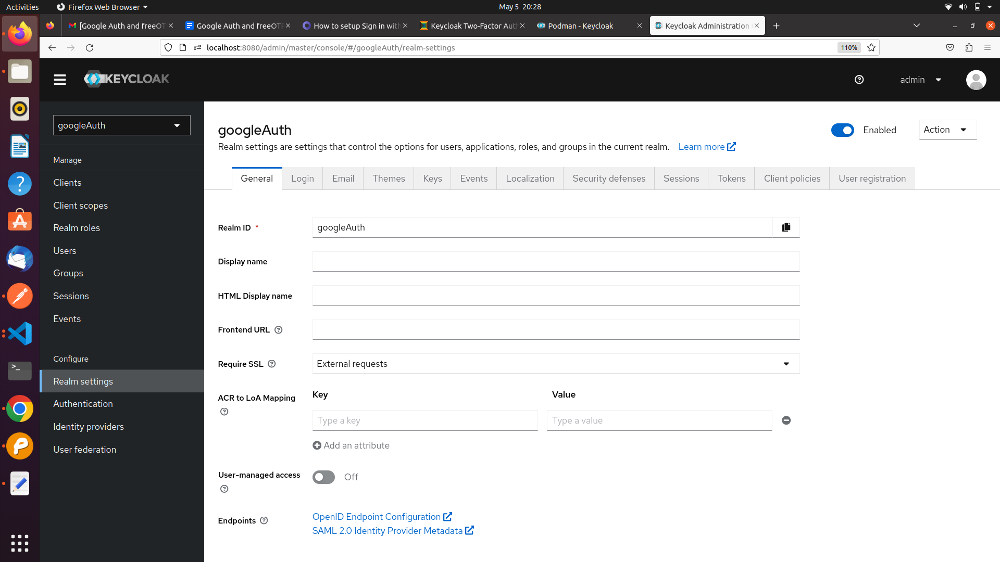 Activities
Firefox Web Browser
May 5 20:28
[Google Auth and freeOT
Google Auth and freeOTP
How to setup Sign in with
Keycloak Two-Factor Auth
Podman - Keycloak
Keycloak Administration
localhost:8080/admin/master/console/#/googleAuth/realm-settings
110%
KEYCLOAK
admin
googleAuth
Manage
Clients
Client scopes
Realm roles
Users
Groups
Sessions
Events
Configure
Realm settings
Authentication
Identity providers
User federation
googleAuth
Enabled
Action
Realm settings are settings that control the options for users, applications, roles, and groups in the current realm. Learn more
General
Login
Email
Themes
Keys
Events
Localization
Security defenses
Sessions
Tokens
Client policies
User registration
Realm ID *
googleAuth
Display name
HTML Display name
Frontend URL
Require SSL
External requests
ACR to LoA Mapping
Key
Value
Type a key
Type a value
Add an attribute
User-managed access
Off
Endpoints
OpenID Endpoint Configuration
SAML 2.0 Identity Provider Metadata